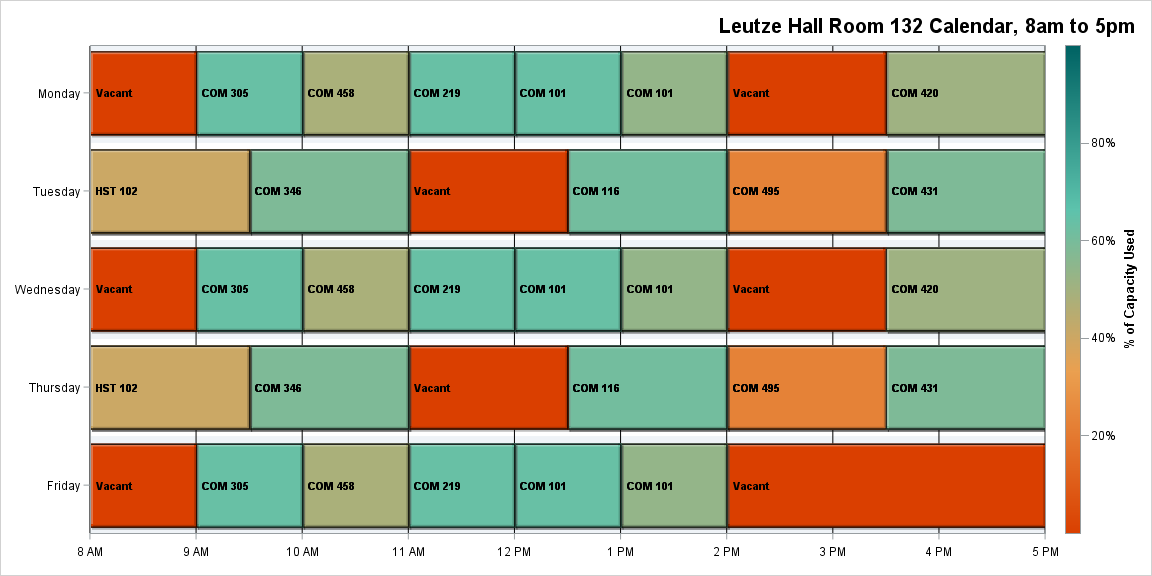 Leutze Hall Room 132 Calendar, 8am to 5pm
Monday
Vacant
COM 305
COM 458
COM 219
COM 101
COM 101
Vacant
COM 420
Tuesday
HST 102
COM 346
Vacant
COM 116
COM 495
COM 431
Wednesday
Vacant
COM 305
COM 458
COM 219
COM 101
COM 101
Vacant
COM 420
Thursday
HST 102
COM 346
Vacant
COM 116
COM 495
COM 431
Friday
Vacant
COM 305
COM 458
COM 219
COM 101
COM 101
Vacant
8 AM
9 AM
10 AM
11 AM
12 PM
1 PM
2 PM
3 PM
4 PM
5 PM
80%
60%
40%
20%
% of Capacity Used